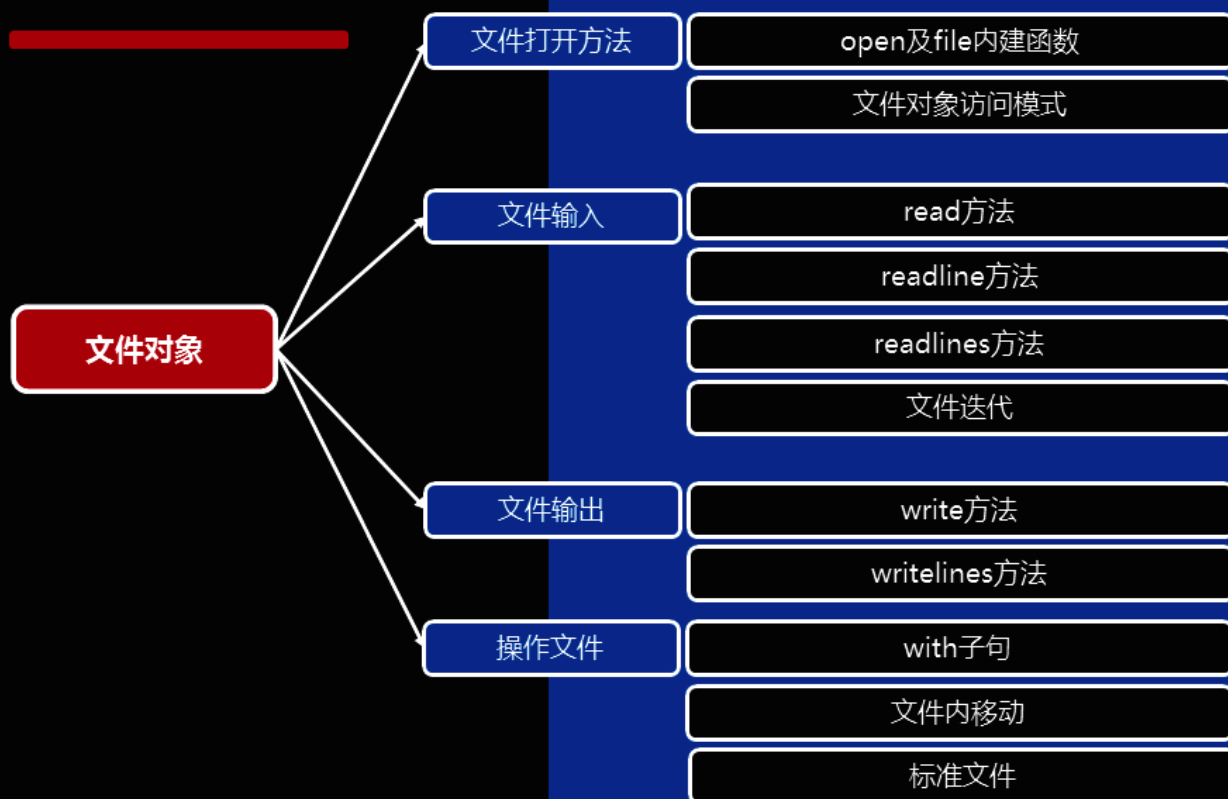 文件打开方法
open及file内建函数
文件对象访问模式
文件输入
read方法
readline方法
readlines方法
文件迭代
文件对象
文件输出
write方法
writelines方法
操作文件
with子句
文件内移动
标准文件